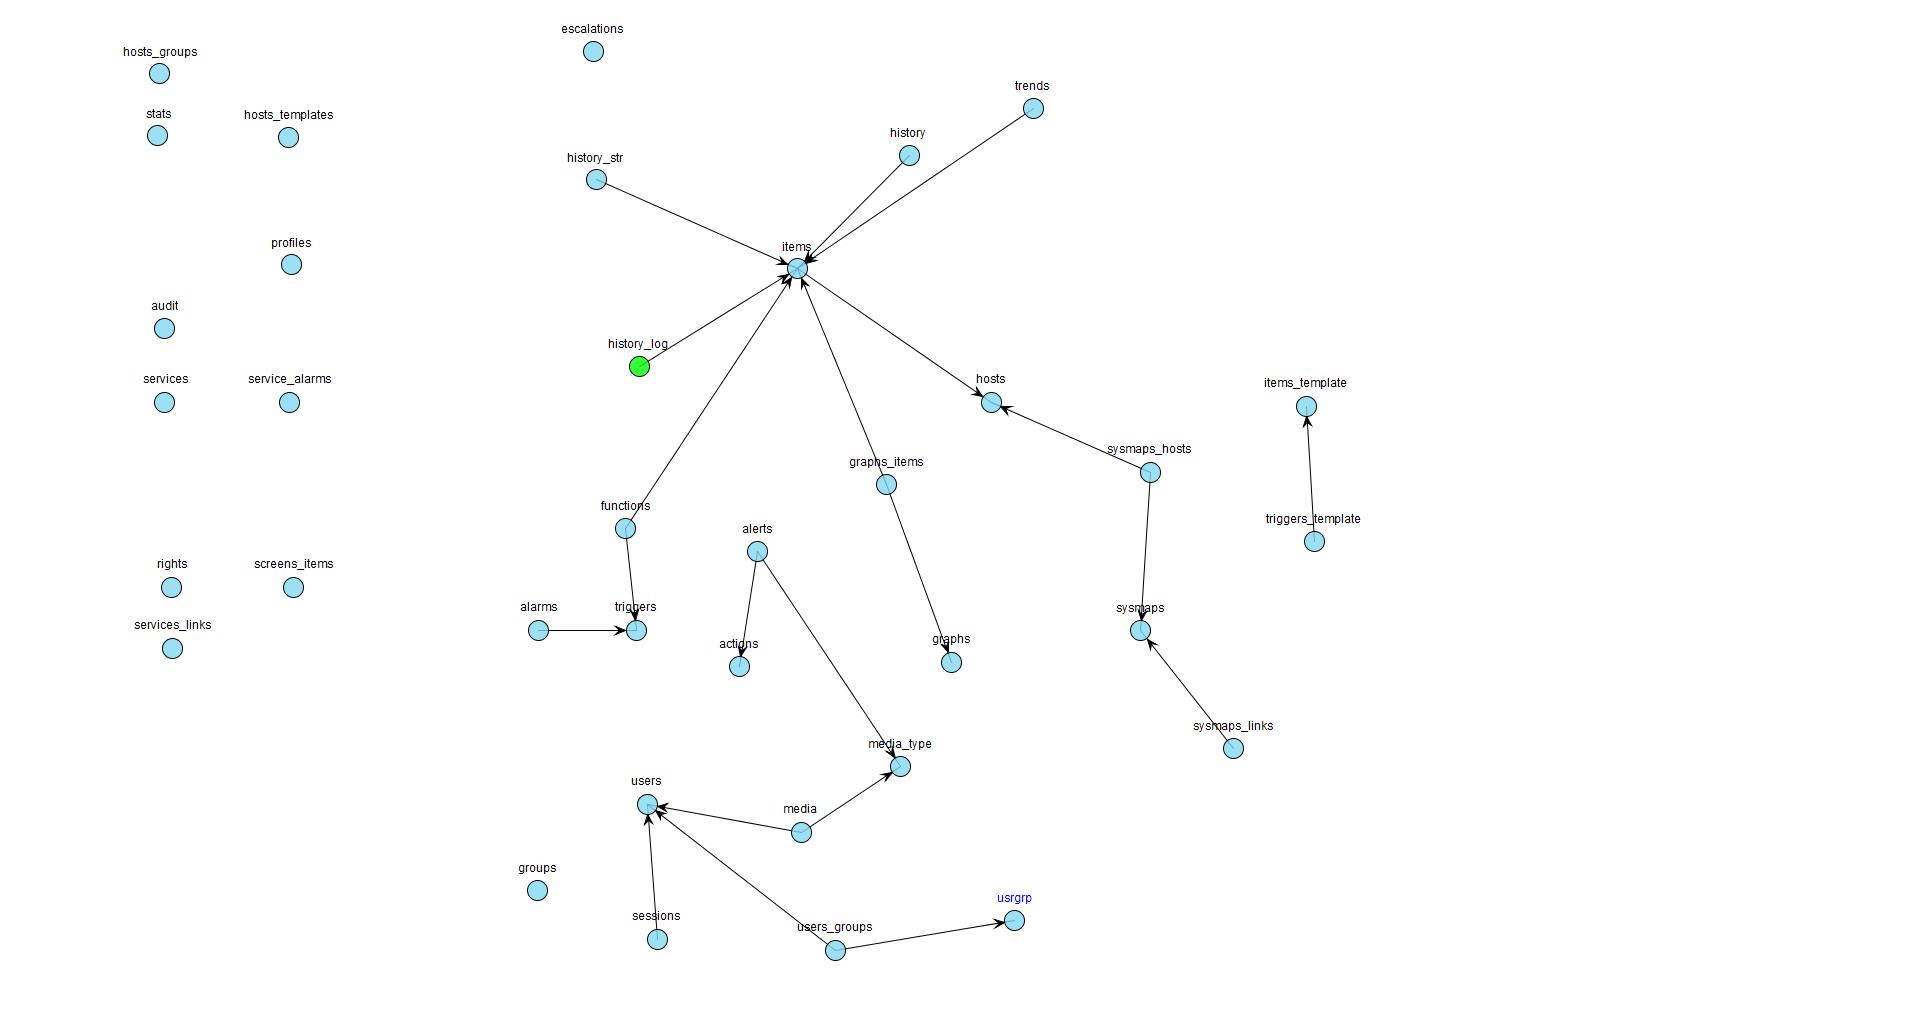 escalations
hosts_groups
trends
stats
hosts_templates
history
history_str
profiles
items
audit
history_log
services
service_alarms
hosts
items_template
sysmaps_hosts
graphs_items
functions
triggers_template
alerts
rights
screens_items
alarms
triggers
sysmaps
services_links
graphs
actions
sysmaps_links
media_type
users
media
groups
usrgrp
sessions
users_groups